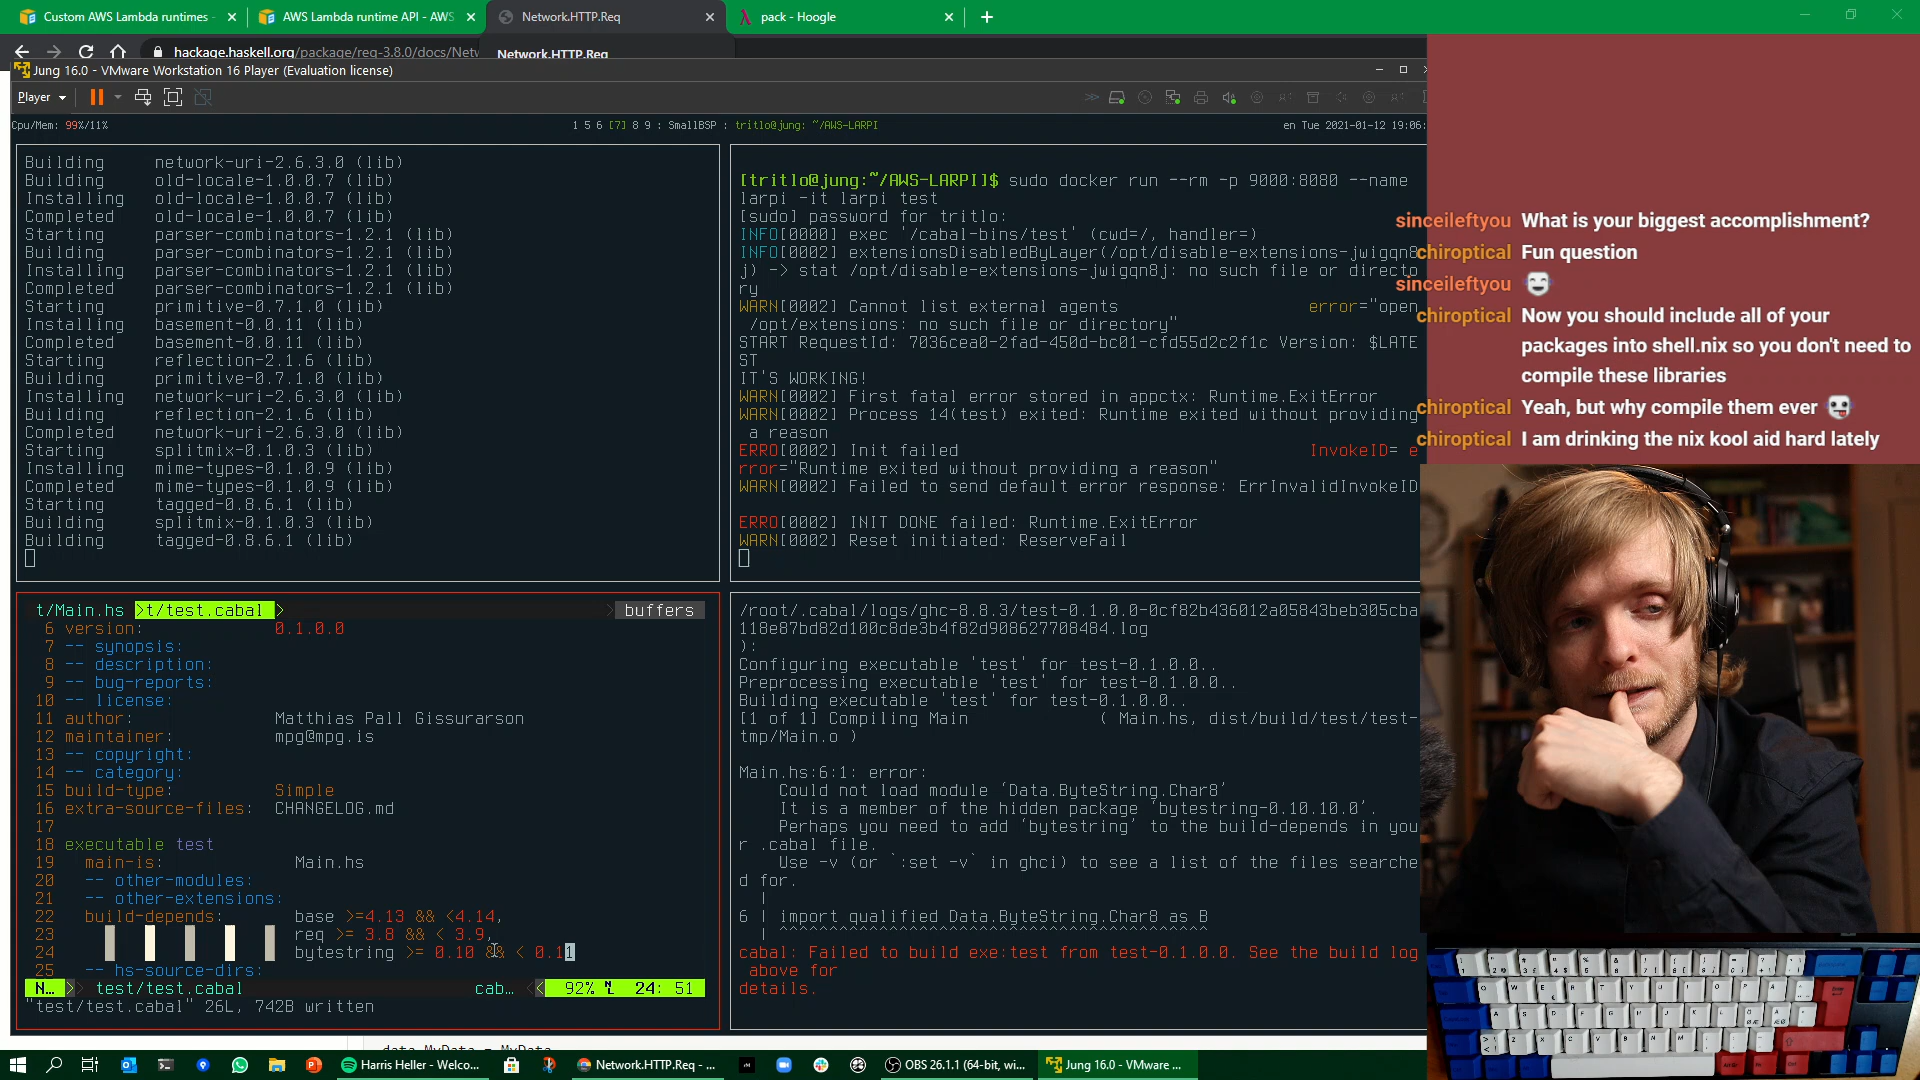 Custom AWS Lambda runtimes -
AWS Lambda runtime API - AWS
Network.HTTP.Req
pack - Hoogle
hackage.haskell.org/package/req-3.8.0/docs/Netw
Network.HTTP.Req
Jung 16.0 - VMware Workstation 16 Player (Evaluation license)
Player
Cpu/Mem: 99%/11%
1 5 6 [7] 8 9 : SmallBSP : tritlo@jung: ~/AWS-LARPI
en Tue 2021-01-12 19:06:
Building network-uri-2.6.3.0 (lib)
Building old-locale-1.0.0.7 (lib)
Installing old-locale-1.0.0.7 (lib)
Completed old-locale-1.0.0.7 (lib)
Starting parser-combinators-1.2.1 (lib)
Building parser-combinators-1.2.1 (lib)
Installing parser-combinators-1.2.1 (lib)
Completed parser-combinators-1.2.1 (lib)
Starting primitive-0.7.1.0 (lib)
Installing basement-0.0.11 (lib)
Completed basement-0.0.11 (lib)
Starting reflection-2.1.6 (lib)
Building primitive-0.7.1.0 (lib)
Installing network-uri-2.6.3.0 (lib)
Building reflection-2.1.6 (lib)
Completed network-uri-2.6.3.0 (lib)
Starting splitmix-0.1.0.3 (lib)
Installing mime-types-0.1.0.9 (lib)
Completed mime-types-0.1.0.9 (lib)
Starting tagged-0.8.6.1 (lib)
Building splitmix-0.1.0.3 (lib)
Building tagged-0.8.6.1 (lib)
[tritlo@jung:~/AWS-LARPI]$ sudo docker run --rm -p 9000:8080 --name
larpi -it larpi test
[sudo] password for tritlo:
INFO[0000] exec '/cabal-bins/test' (cwd=/, handler=)
INFO[0002] extensionsDisabledByLayer(/opt/disable-extensions-jwigqn8
j) -> stat /opt/disable-extensions-jwigqn8j: no such file or directo
ry
WARN[0002] Cannot list external agents error="open
/opt/extensions: no such file or directory"
START RequestId: 7036cea0-2fad-450d-bc01-cfd55d2c2f1c Version: $LATE
ST
IT'S WORKING!
WARN[0002] First fatal error stored in appctx: Runtime.ExitError
WARN[0002] Process 14(test) exited: Runtime exited without providing
a reason
ERRO[0002] Init failed InvokeID= e
rror="Runtime exited without providing a reason"
WARN[0002] Failed to send default error response: ErrInvalidInvokeID
ERRO[0002] INIT DONE failed: Runtime.ExitError
WARN[0002] Reset initiated: ReserveFail
t/Main.hs >t/test.cabal > > buffers
6 version: 0.1.0.0
7 -- synopsis:
8 -- description:
9 -- bug-reports:
10 -- license:
11 author: Matthias Pall Gissurarson
12 maintainer: mpg@mpg.is
13 -- copyright:
14 -- category:
15 build-type: Simple
16 extra-source-files: CHANGELOG.md
17
18 executable test
19 main-is: Main.hs
20 -- other-modules:
21 -- other-extensions:
22 build-depends: base >=4.13 && <4.14,
23 req >= 3.8 && < 3.9,
24 bytestring >= 0.10 && < 0.11
25 -- hs-source-dirs:
N… > test/test.cabal cab… < 92% 24: 51
"test/test.cabal" 26L, 742B written
/root/.cabal/logs/ghc-8.8.3/test-0.1.0.0-0cf82b436012a05843beb305cba
118e87bd82d100c8de3b4f82d908627708484.log
):
Configuring executable 'test' for test-0.1.0.0..
Preprocessing executable 'test' for test-0.1.0.0..
Building executable 'test' for test-0.1.0.0..
[1 of 1] Compiling Main ( Main.hs, dist/build/test/test-
tmp/Main.o )
Main.hs:6:1: error:
Could not load module ‘Data.ByteString.Char8’
It is a member of the hidden package ‘bytestring-0.10.10.0’.
Perhaps you need to add ‘bytestring’ to the build-depends in you
r .cabal file.
Use -v (or `:set -v` in ghci) to see a list of the files searche
d for.
|
6 | import qualified Data.ByteString.Char8 as B
| ^^^^^^^^^^^^^^^^^^^^^^^^^^^^^^^^^^^^^^^^^^^
cabal: Failed to build exe:test from test-0.1.0.0. See the build log
above for
details.
sinceileftyou What is your biggest accomplishment?
chiroptical Fun question
sinceileftyou
chiroptical Now you should include all of your
packages into shell.nix so you don't need to
compile these libraries
chiroptical Yeah, but why compile them ever
chiroptical I am drinking the nix kool aid hard lately
data MyData = MyData
Harris Heller - Welco...
Network.HTTP.Req - ...
OBS 26.1.1 (64-bit, wi...
Jung 16.0 - VMware ...